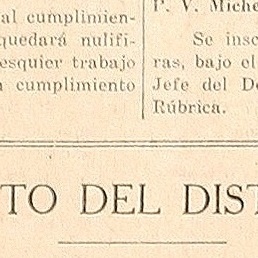 al cumplimien-
quedará nulifi-
esquier trabajo
cumplimiento
P. V. Miche
Se insc
ras, bajo el
Jefe del De
Rúbrica.
TO DEL DIST